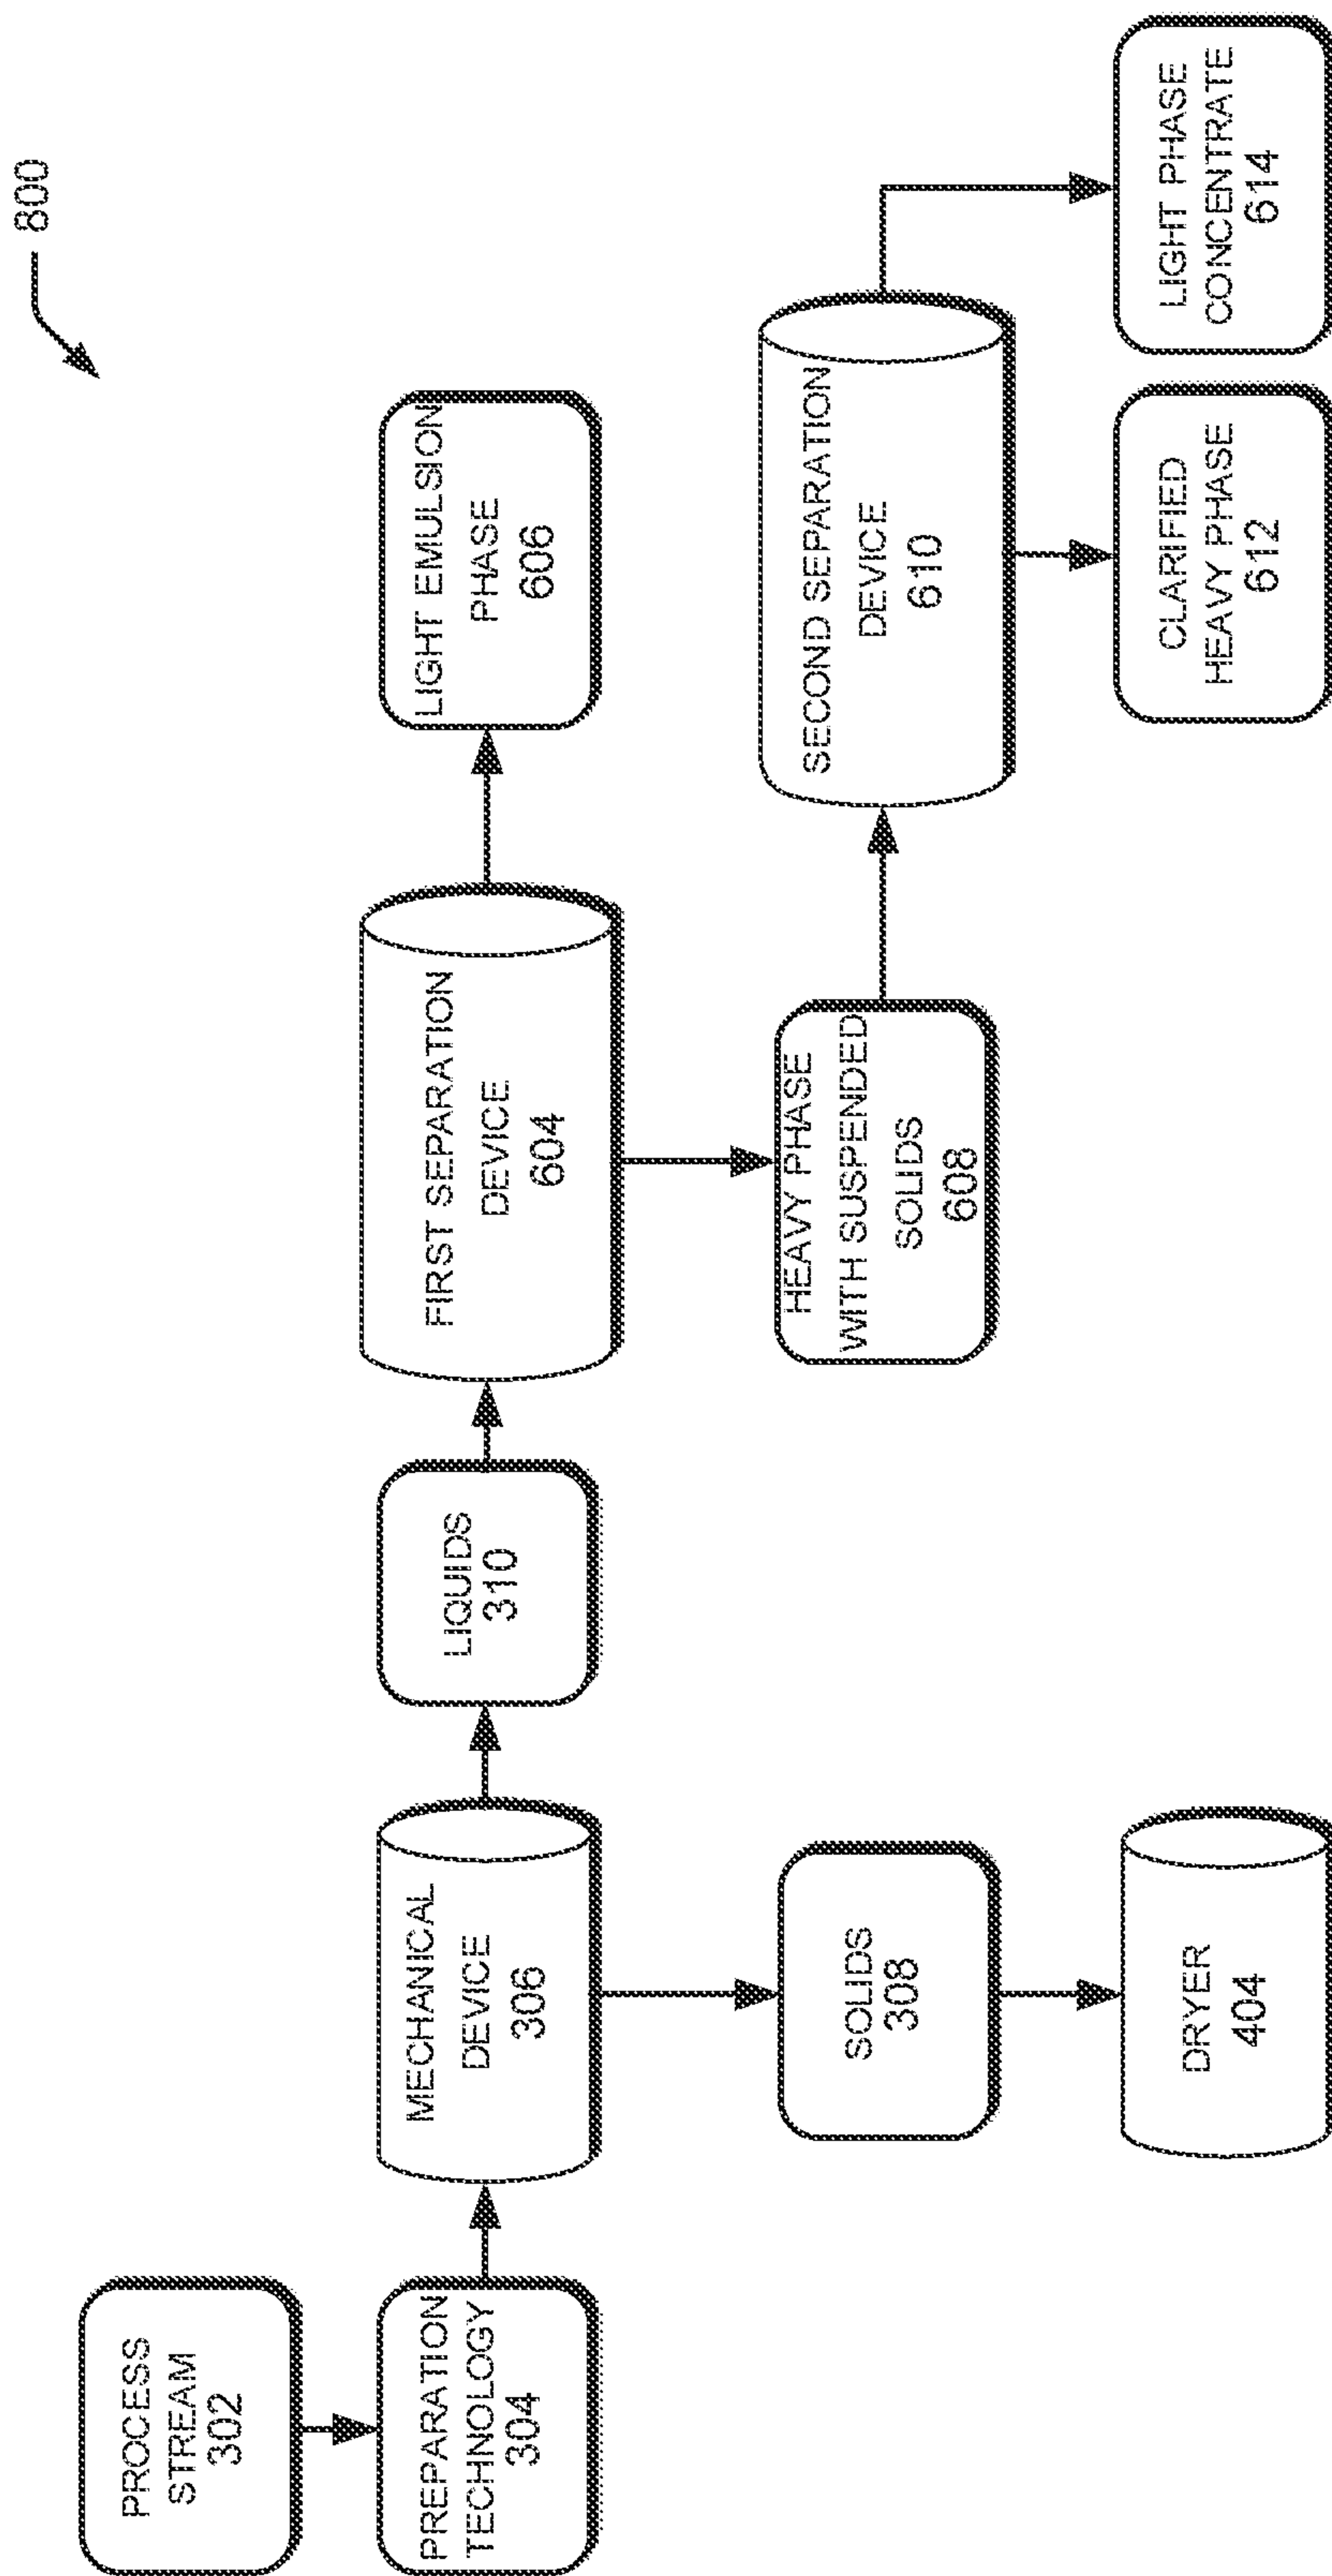 800
PROCESS
STREAM
302
PREPARATION
TECHNOLOGY
304
MECHANICAL
DEVICE
306
LIQUIDS
310
FIRST SEPARATION
DEVICE
604
LIGHT EMULSION
PHASE
606
SOLIDS
308
HEAVY PHASE
WITH SUSPENDED
SOLIDS
608
SECOND SEPARATION
DEVICE
610
DRYER
404
CLARIFIED
HEAVY PHASE
612
LIGHT PHASE
CONCENTRATE
614